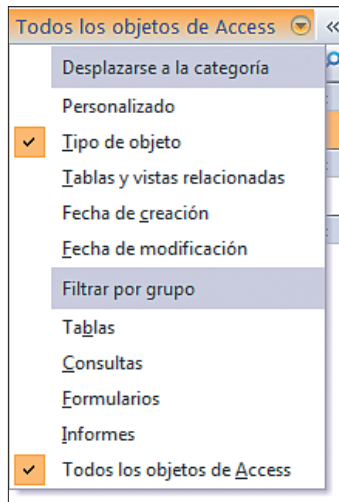 Todos los objetos de Access
Desplazarse a la categoría
Personalizado
Tipo de objeto
Tablas y vistas relacionadas
Fecha de creación
Fecha de modificación
Filtrar por grupo
Tablas
Consultas
Formularios
Informes
Todos los objetos de Access